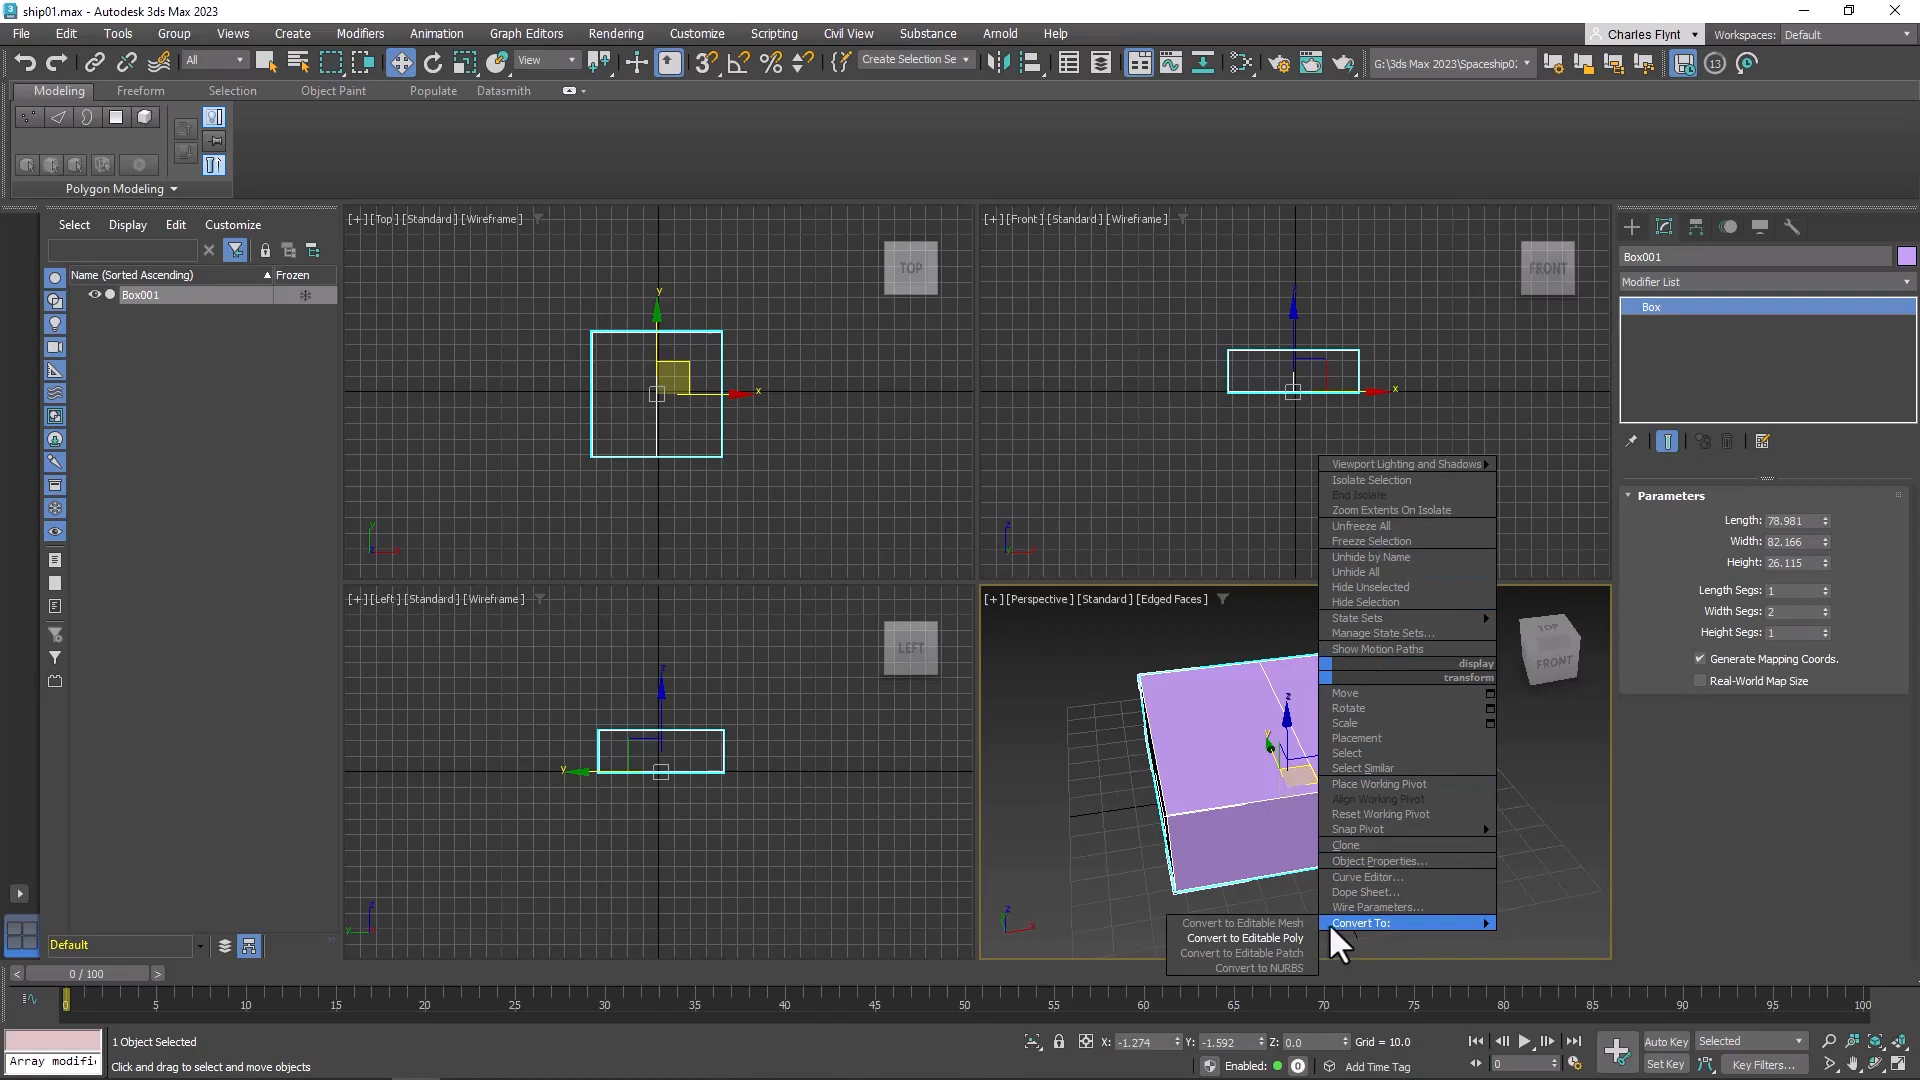 ship01.max - Autodesk 3ds Max 2023
File Edit Tools Group Views Create Modifiers Animation Graph Editors Rendering Customize Scripting Civil View Substance Arnold Help
Charles Flynt Workspaces: Default
All View Create Selection Se G:\3ds Max 2023\Spaceship01
13
Modeling Freeform Selection Object Paint Populate Datasmith
Polygon Modeling
Select Display Edit Customize
Name (Sorted Ascending) Frozen
Box001
[+] [Top] [Standard] [Wireframe]
TOP
y
x
[+] [Front] [Standard] [Wireframe]
FRONT
z
x
y
z
[+] [Left] [Standard] [Wireframe]
LEFT
z
y
z
y
[+] [Perspective] [Standard] [Edged Faces]
TOP
FRONT
z
y
z
x
Viewport Lighting and Shadows
Isolate Selection
End Isolate
Zoom Extents On Isolate
Unfreeze All
Freeze Selection
Unhide by Name
Unhide All
Hide Unselected
Hide Selection
State Sets
Manage State Sets...
Show Motion Paths
display
transform
Move
Rotate
Scale
Placement
Select
Select Similar
Place Working Pivot
Align Working Pivot
Reset Working Pivot
Snap Pivot
Clone
Object Properties...
Curve Editor...
Dope Sheet...
Wire Parameters...
Convert To:
Convert to Editable Mesh
Convert to Editable Poly
Convert to Editable Patch
Convert to NURBS
Box001
Modifier List
Box
Parameters
Length: 78.981
Width: 82.166
Height: 26.115
Length Segs: 1
Width Segs: 2
Height Segs: 1
Generate Mapping Coords.
Real-World Map Size
Default
0 / 100
0 5 10 15 20 25 30 35 40 45 50 55 60 65 70 75 80 85 90 95 100
1 Object Selected
Array modifi
Click and drag to select and move objects
X: -1.274 Y: -1.592 Z: 0.0 Grid = 10.0
Enabled: 0 Add Time Tag
0
Auto Key Selected
Set Key Key Filters...